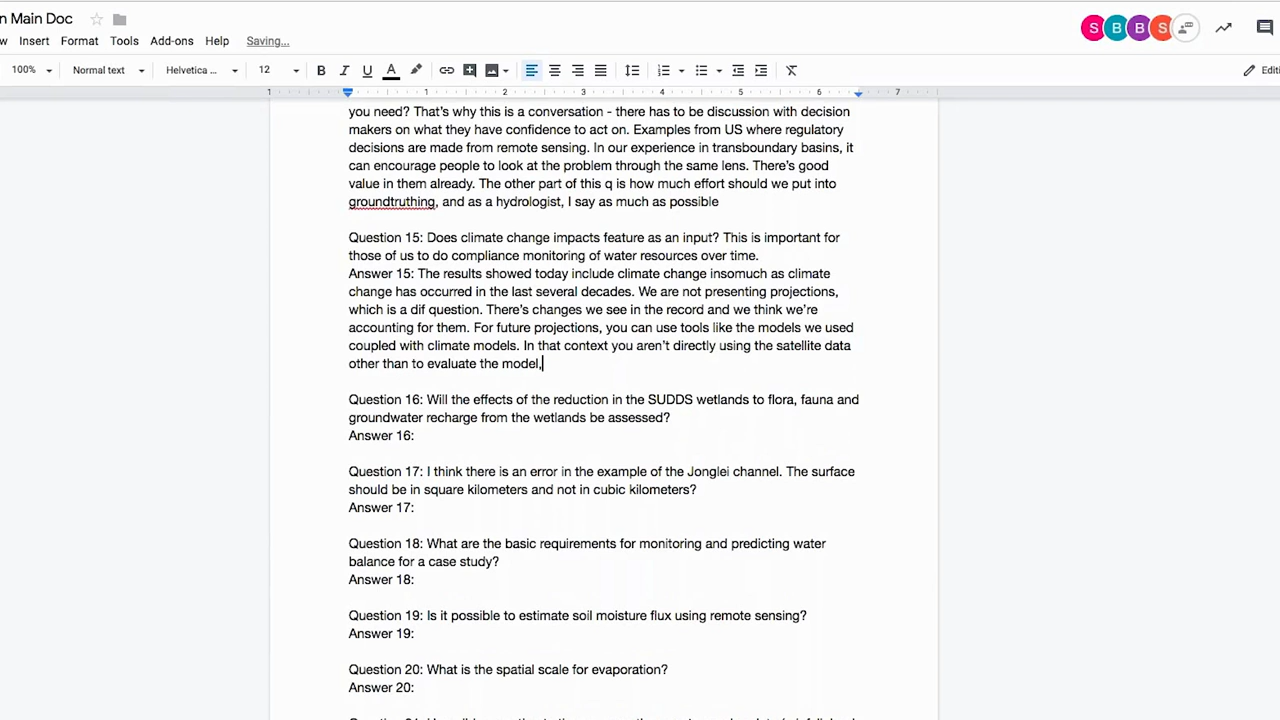 n Main Doc
w Insert Format Tools Add-ons Help Saving...
S B B S
100% Normal text Helvetica ... 12 B I U A Editi
1 1 2 3 4 5 6 7
you need? That's why this is a conversation - there has to be discussion with decision
makers on what they have confidence to act on. Examples from US where regulatory
decisions are made from remote sensing. In our experience in transboundary basins, it
can encourage people to look at the problem through the same lens. There's good
value in them already. The other part of this q is how much effort should we put into
groundtruthing, and as a hydrologist, I say as much as possible
Question 15: Does climate change impacts feature as an input? This is important for
those of us to do compliance monitoring of water resources over time.
Answer 15: The results showed today include climate change insomuch as climate
change has occurred in the last several decades. We are not presenting projections,
which is a dif question. There's changes we see in the record and we think we're
accounting for them. For future projections, you can use tools like the models we used
coupled with climate models. In that context you aren't directly using the satellite data
other than to evaluate the model,
Question 16: Will the effects of the reduction in the SUDDS wetlands to flora, fauna and
groundwater recharge from the wetlands be assessed?
Answer 16:
Question 17: I think there is an error in the example of the Jonglei channel. The surface
should be in square kilometers and not in cubic kilometers?
Answer 17:
Question 18: What are the basic requirements for monitoring and predicting water
balance for a case study?
Answer 18:
Question 19: Is it possible to estimate soil moisture flux using remote sensing?
Answer 19:
Question 20: What is the spatial scale for evaporation?
Answer 20: